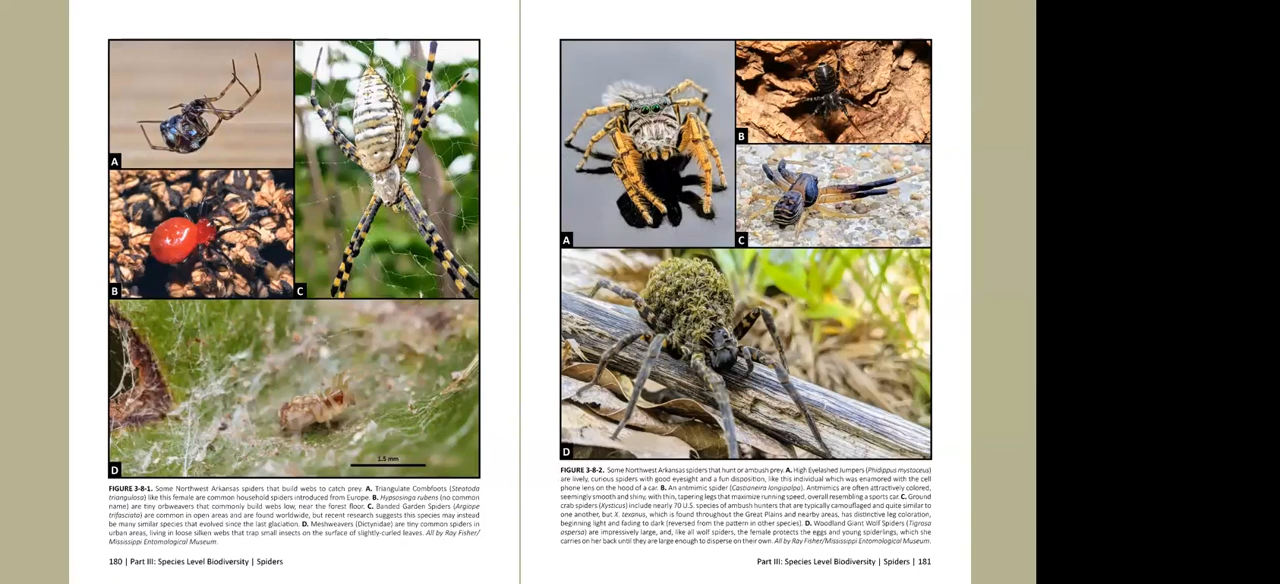 A
B
C
D
1.5 mm
FIGURE 3-8-1. Some Northwest Arkansas spiders that build webs to catch prey. A. Triangulate Combfoots (Steatoda
triangulosa) like this female are common household spiders introduced from Europe. B. Hyposinga rubens (no common
name) are tiny orbweavers that commonly build webs low, near the forest floor. C. Banded Garden Spiders (Argiope
trifasciata) are common in open areas and are found worldwide, but recent research suggests this species may instead
be many similar species that evolved since the last glaciation. D. Meshweavers (Dictynidae) are tiny common spiders in
urban areas, living in loose silken webs that trap small insects on the surface of slightly-curled leaves. All by Ray Fisher/
Mississippi Entomological Museum.
180 | Part III: Species Level Biodiversity | Spiders
A
B
C
D
FIGURE 3-8-2. Some Northwest Arkansas spiders that hunt or ambush prey. A. High Eyelashed Jumpers (Phidippus mystaceus)
are lively, curious spiders with good eyesight and a fun disposition, like this individual which was enamored with the cell
phone lens on the hood of a car. B. An antmimic spider (Castianeira longipalpa). Antmimics are often attractively colored,
seemingly smooth and shiny, with thin, tapering legs that maximize running speed, overall resembling a sports car. C. Ground
crab spiders (Xysticus) include nearly 70 U.S. species of ambush hunters that are typically camouflaged and quite similar to
one another, but X. texanus, which is found throughout the Great Plains and nearby areas, has distinctive leg coloration,
beginning light and fading to dark (reversed from the pattern in other species). D. Woodland Giant Wolf Spiders (Tigrosa
aspersa) are impressively large, and, like all wolf spiders, the female protects the eggs and young spiderlings, which she
carries on her back until they are large enough to disperse on their own. All by Ray Fisher/Mississippi Entomological Museum.
Part III: Species Level Biodiversity | Spiders | 181